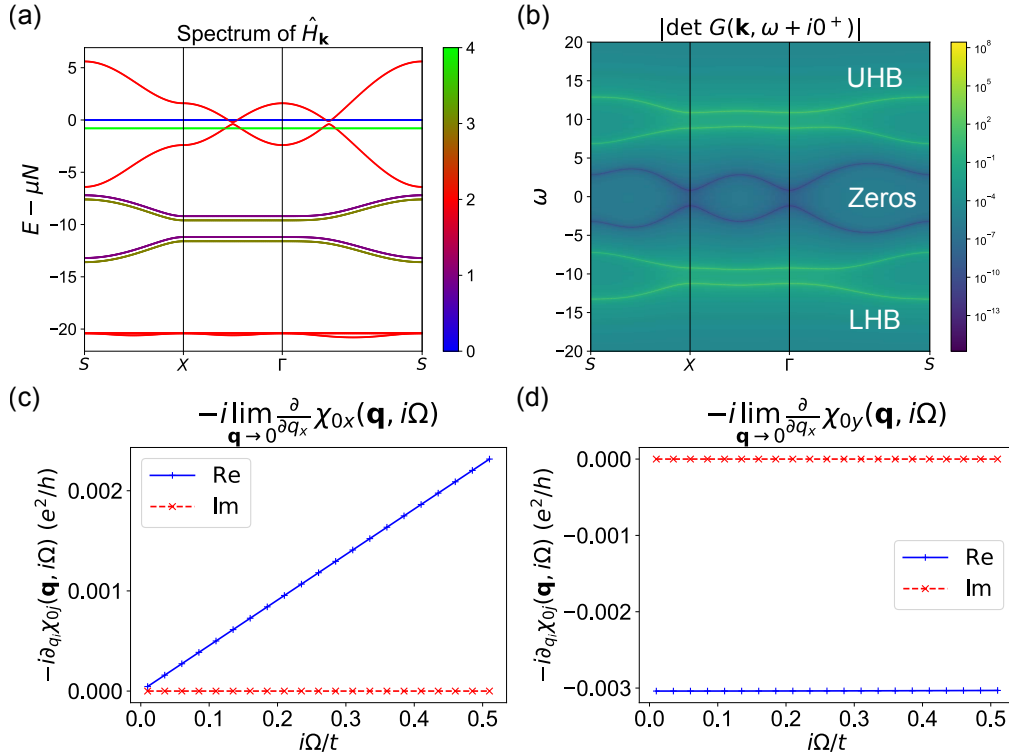 (a)
Spectrum of Ĥ_k
E − μN
5
0
−5
−10
−15
−20
S
X
Γ
S
4
3
2
1
0
(b)
|det G(k, ω + i0⁺)|
ω
20
15
10
5
0
−5
−10
−15
−20
UHB
Zeros
LHB
S
X
Γ
S
10⁸
10⁵
10²
10⁻¹
10⁻⁴
10⁻⁷
10⁻¹⁰
10⁻¹³
(c)
−i lim_{q→0} ∂/∂q_x χ_{0x}(q, iΩ)
−i∂_{q_i}χ_{0j}(q, iΩ) (e²/h)
0.002
0.001
0.000
Re
Im
0.0
0.1
0.2
0.3
0.4
0.5
iΩ/t
(d)
−i lim_{q→0} ∂/∂q_x χ_{0y}(q, iΩ)
−i∂_{q_i}χ_{0j}(q, iΩ) (e²/h)
0.000
−0.001
−0.002
−0.003
Re
Im
0.0
0.1
0.2
0.3
0.4
0.5
iΩ/t